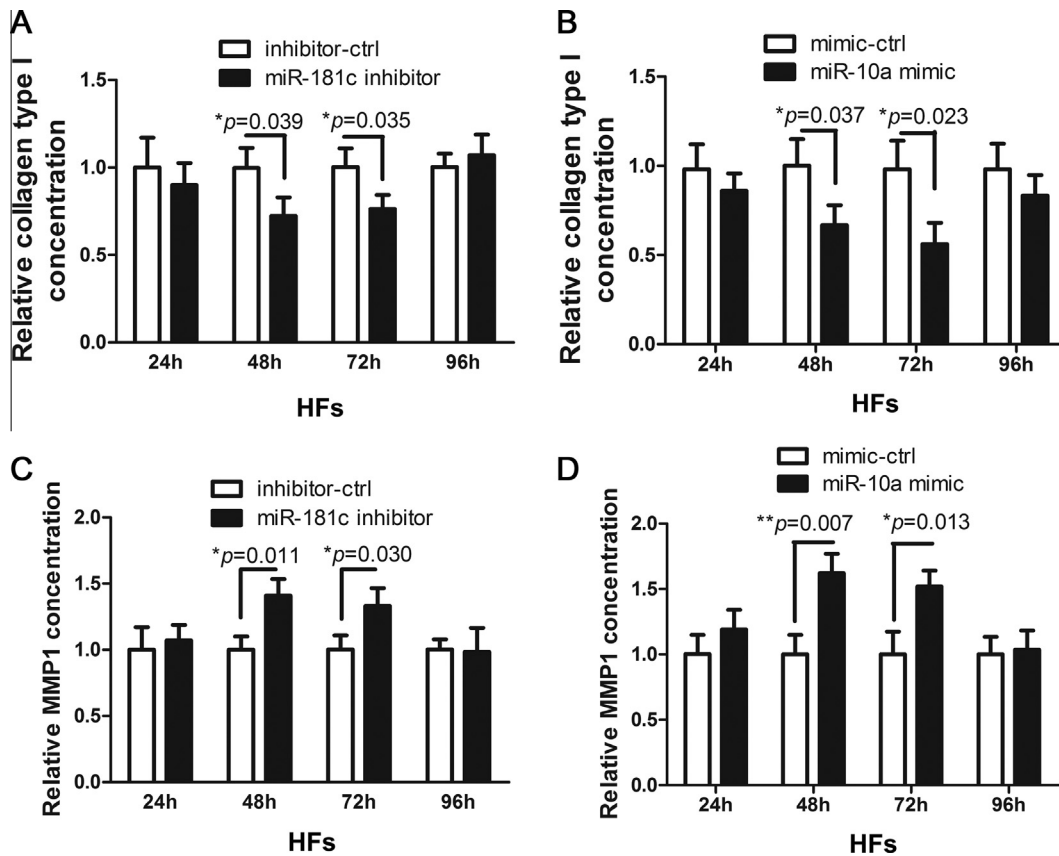 A
inhibitor-ctrl
miR-181c inhibitor
Relative collagen type I
concentration
1.5
1.0
0.5
0.0
*p=0.039
*p=0.035
24h 48h 72h 96h
HFs
B
mimic-ctrl
miR-10a mimic
Relative collagen type I
concentration
1.5
1.0
0.5
0.0
*p=0.037
*p=0.023
24h 48h 72h 96h
HFs
C
inhibitor-ctrl
miR-181c inhibitor
Relative MMP1 concentration
2.0
1.5
1.0
0.5
0.0
*p=0.011
*p=0.030
24h 48h 72h 96h
HFs
D
mimic-ctrl
miR-10a mimic
Relative MMP1 concentration
2.0
1.5
1.0
0.5
0.0
**p=0.007
*p=0.013
24h 48h 72h 96h
HFs